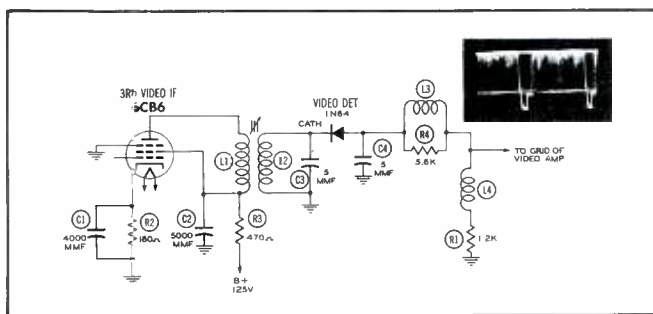 3RD VIDEO IF
6CB6
VIDEO DET
1N64
CATH
L1
L2
L3
R4
5.6K
C4
5
MMF
C3
5
MMF
TO GRID OF
VIDEO AMP
L4
R1
1.2K
C1
4000
MMF
R2
180Ω
C2
5000
MMF
R3
470Ω
B+
125V